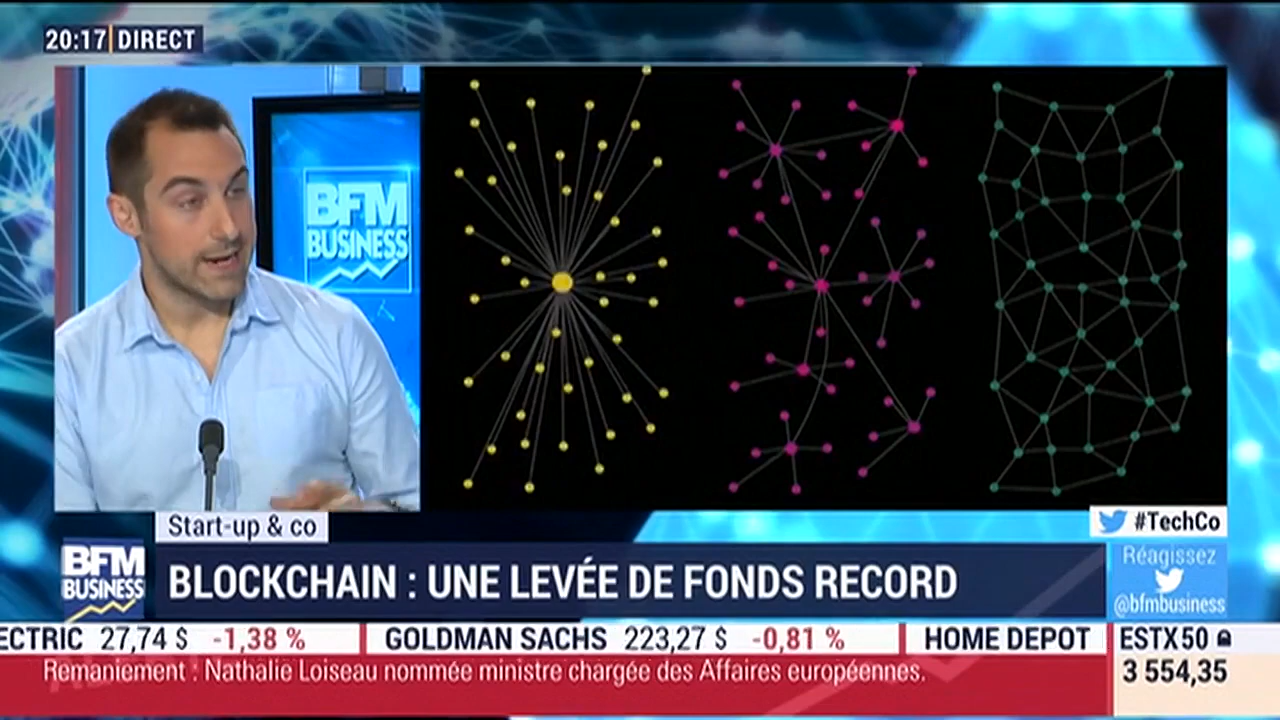 20:17 DIRECT
BFM
BUSINESS
Start-up & co
#TechCo
BFM
BUSINESS
BLOCKCHAIN : UNE LEVÉE DE FONDS RECORD
Réagissez
@bfmbusiness
ECTRIC 27,74 $ -1,38 % GOLDMAN SACHS 223,27 $ -0,81 % HOME DEPOT
ESTX50
3 554,35
Remaniement : Nathalie Loiseau nommée ministre chargée des Affaires européennes.